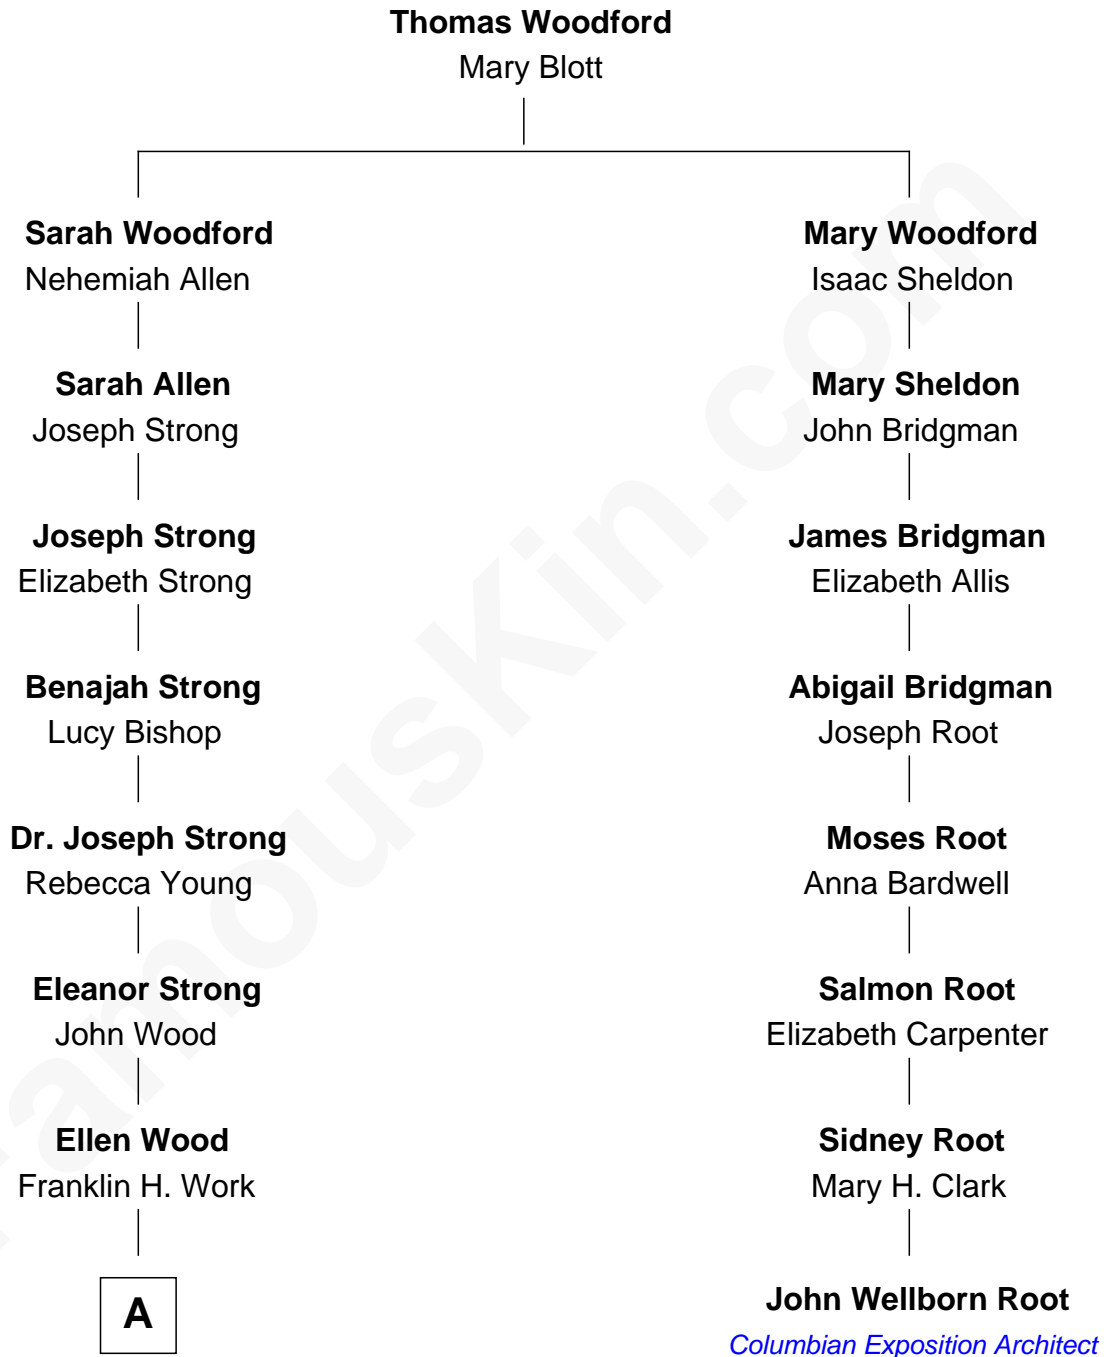 Thomas Woodford
Mary Blott
Sarah Woodford
Nehemiah Allen
Mary Woodford
Isaac Sheldon
Sarah Allen
Joseph Strong
Mary Sheldon
John Bridgman
Joseph Strong
Elizabeth Strong
James Bridgman
Elizabeth Allis
Benajah Strong
Lucy Bishop
Abigail Bridgman
Joseph Root
Dr. Joseph Strong
Rebecca Young
Moses Root
Anna Bardwell
Eleanor Strong
John Wood
Salmon Root
Elizabeth Carpenter
Ellen Wood
Franklin H. Work
Sidney Root
Mary H. Clark
A
John Wellborn Root
Columbian Exposition Architect
FamousKin.com